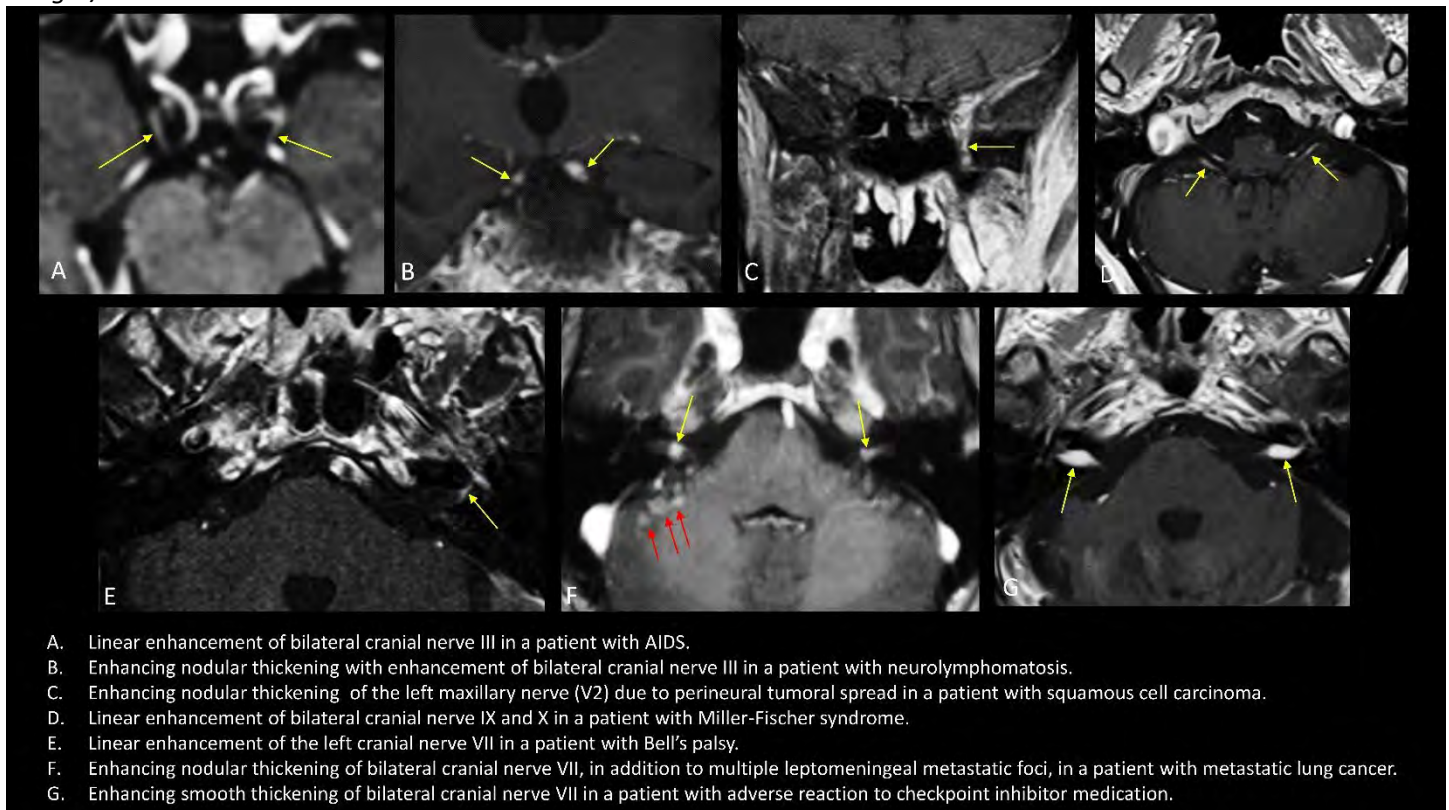 A
B
C
D
E
F
G
A. Linear enhancement of bilateral cranial nerve III in a patient with AIDS.
B. Enhancing nodular thickening with enhancement of bilateral cranial nerve III in a patient with neurolymphomatosis.
C. Enhancing nodular thickening of the left maxillary nerve (V2) due to perineural tumoral spread in a patient with squamous cell carcinoma.
D. Linear enhancement of bilateral cranial nerve IX and X in a patient with Miller-Fischer syndrome.
E. Linear enhancement of the left cranial nerve VII in a patient with Bell’s palsy.
F. Enhancing nodular thickening of bilateral cranial nerve VII, in addition to multiple leptomeningeal metastatic foci, in a patient with metastatic lung cancer.
G. Enhancing smooth thickening of bilateral cranial nerve VII in a patient with adverse reaction to checkpoint inhibitor medication.